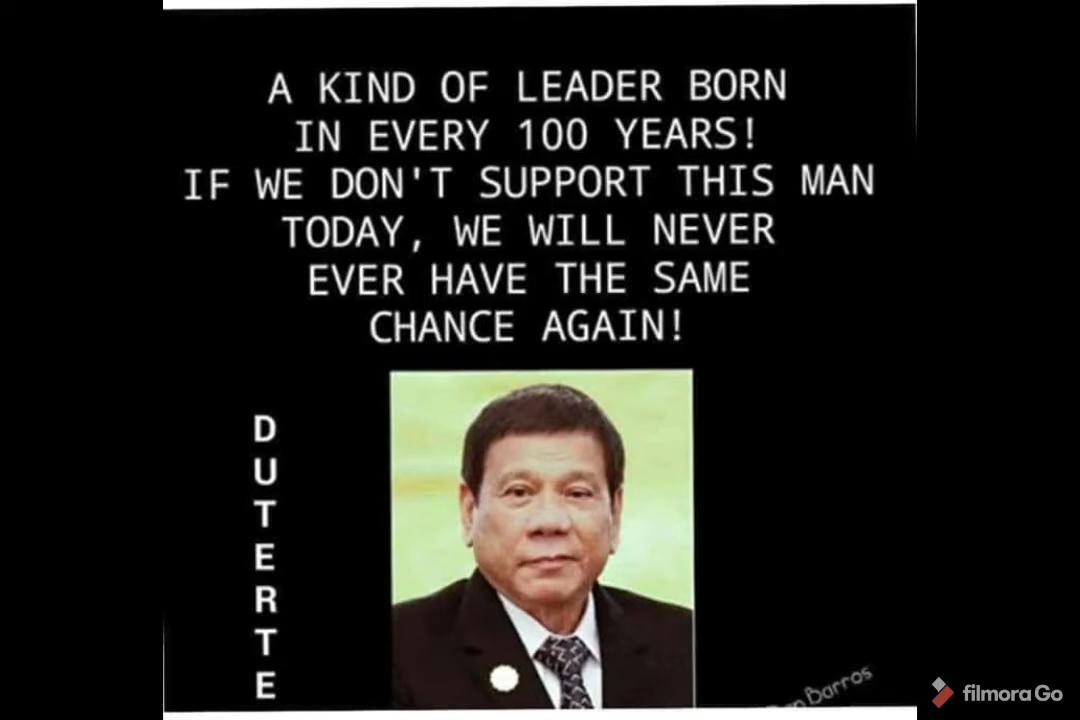 A KIND OF LEADER BORN
IN EVERY 100 YEARS!
IF WE DON'T SUPPORT THIS MAN
TODAY, WE WILL NEVER
EVER HAVE THE SAME
CHANCE AGAIN!
DUTERTE
Barros
filmora Go